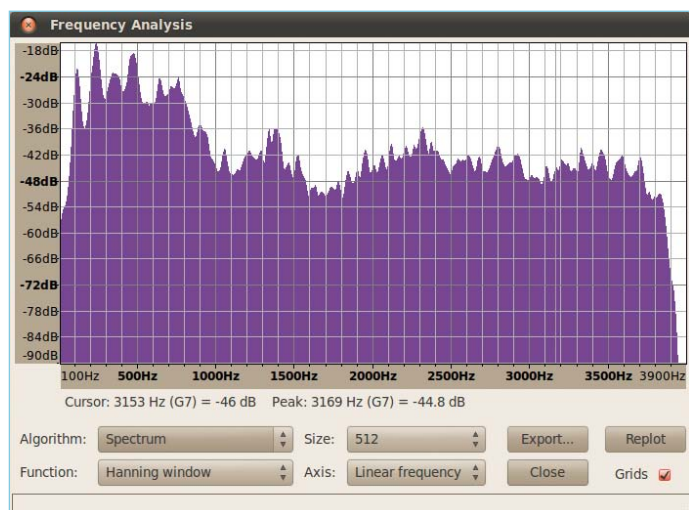 Frequency Analysis
-18dB
-24dB
-30dB
-36dB
-42dB
-48dB
-54dB
-60dB
-66dB
-72dB
-78dB
-84dB
-90dB
100Hz 500Hz 1000Hz 1500Hz 2000Hz 2500Hz 3000Hz 3500Hz 3900Hz
Cursor: 3153 Hz (G7) = -46 dB Peak: 3169 Hz (G7) = -44.8 dB
Algorithm: Spectrum Size: 512 Export... Replot
Function: Hanning window Axis: Linear frequency Close Grids